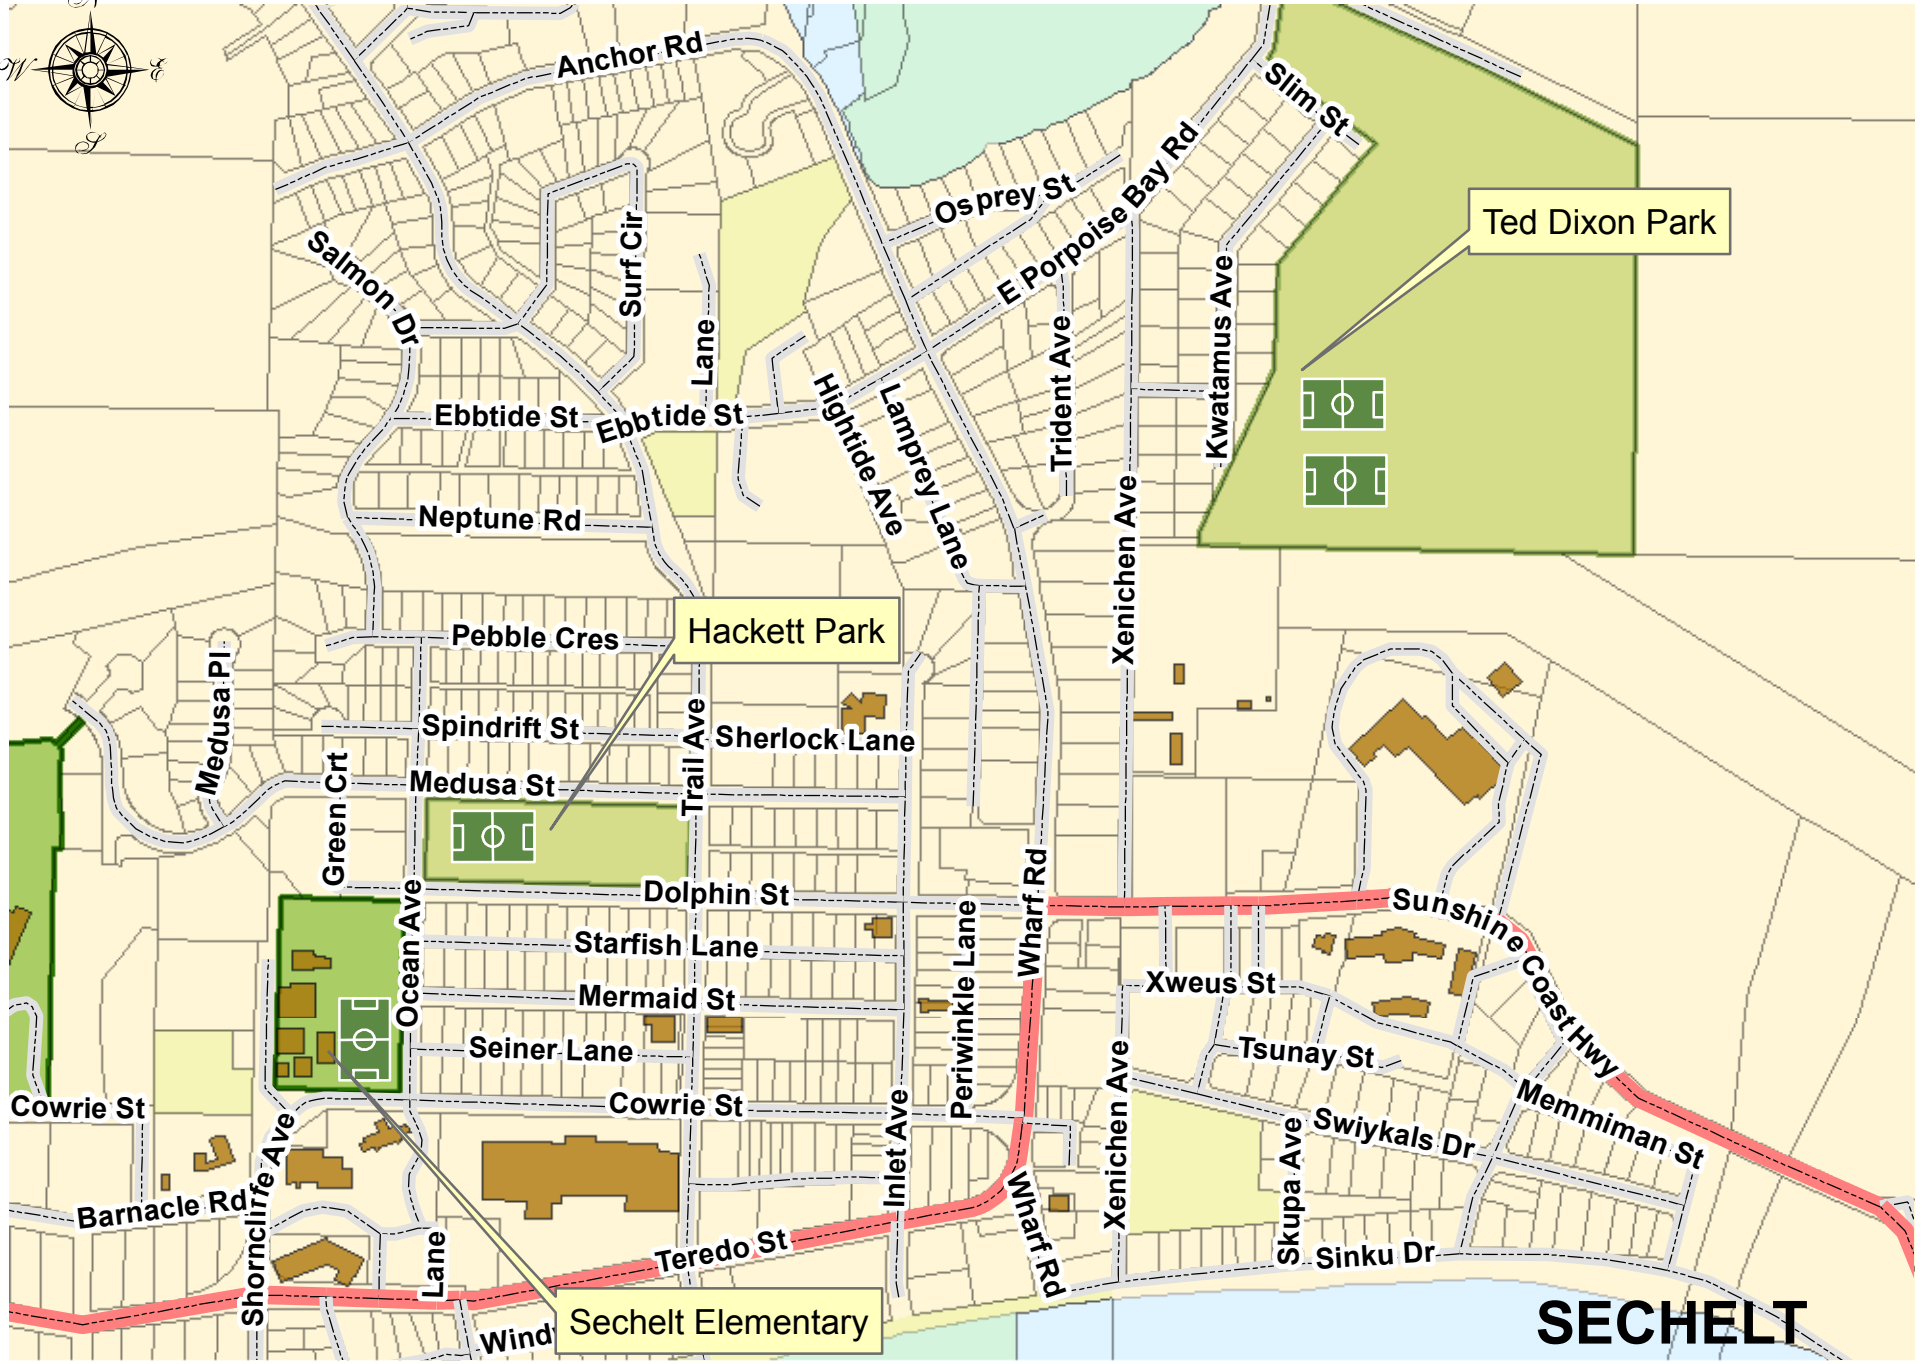 N
W
E
S
Anchor Rd
Slim St
Osprey St
E Porpoise Bay Rd
Ted Dixon Park
Salmon Dr
Surf Cir
Lane
Kwatamus Ave
Trident Ave
Hightide Ave
Lamprey Lane
Ebbtide St
Ebbtide St
Neptune Rd
Xenichen Ave
Pebble Cres
Hackett Park
Medusa Pl
Spindrift St
Trail Ave
Sherlock Lane
Green Crt
Medusa St
Dolphin St
Wharf Rd
Sunshine Coast Hwy
Ocean Ave
Starfish Lane
Periwinkle Lane
Mermaid St
Xweus St
Seiner Lane
Tsunay St
Cowrie St
Cowrie St
Inlet Ave
Xenichen Ave
Memmiman St
Swiykals Dr
Skupa Ave
Barnacle Rd
Shorncliffe Ave
Lane
Teredo St
Wharf Rd
Sinku Dr
Wind
Sechelt Elementary
SECHELT